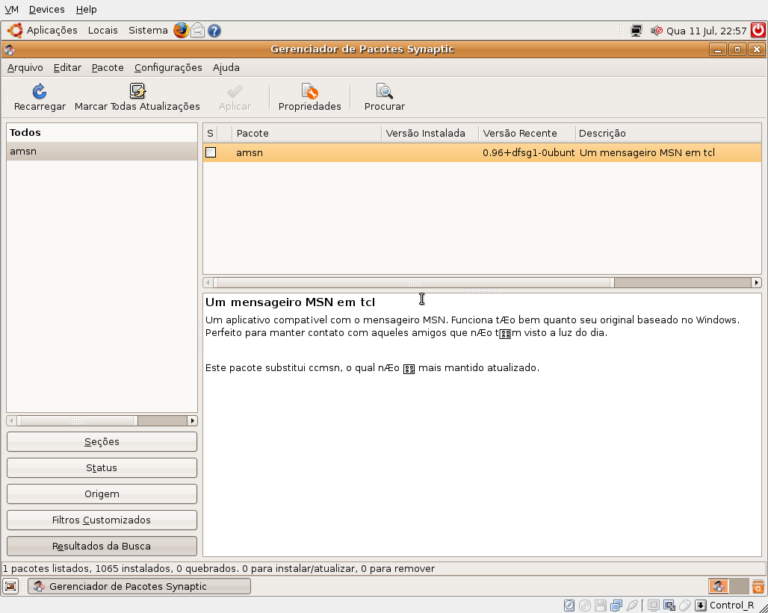 VM Devices Help
Aplicações Locais Sistema Qua 11 Jul, 22:57
Gerenciador de Pacotes Synaptic
Arquivo Editar Pacote Configurações Ajuda
Recarregar Marcar Todas Atualizações Aplicar Propriedades Procurar
Todos
amsn
S Pacote Versão Instalada Versão Recente Descrição
amsn 0.96+dfsg1-0ubunt Um mensageiro MSN em tcl
Um mensageiro MSN em tcl
Um aplicativo compatível com o mensageiro MSN. Funciona tÆo bem quanto seu original baseado no Windows.
Perfeito para manter contato com aqueles amigos que nÆo t m visto a luz do dia.
Este pacote substitui ccmsn, o qual nÆo mais mantido atualizado.
Seções
Status
Origem
Filtros Customizados
Resultados da Busca
1 pacotes listados, 1065 instalados, 0 quebrados. 0 para instalar/atualizar, 0 para remover
Gerenciador de Pacotes Synaptic
Control_R